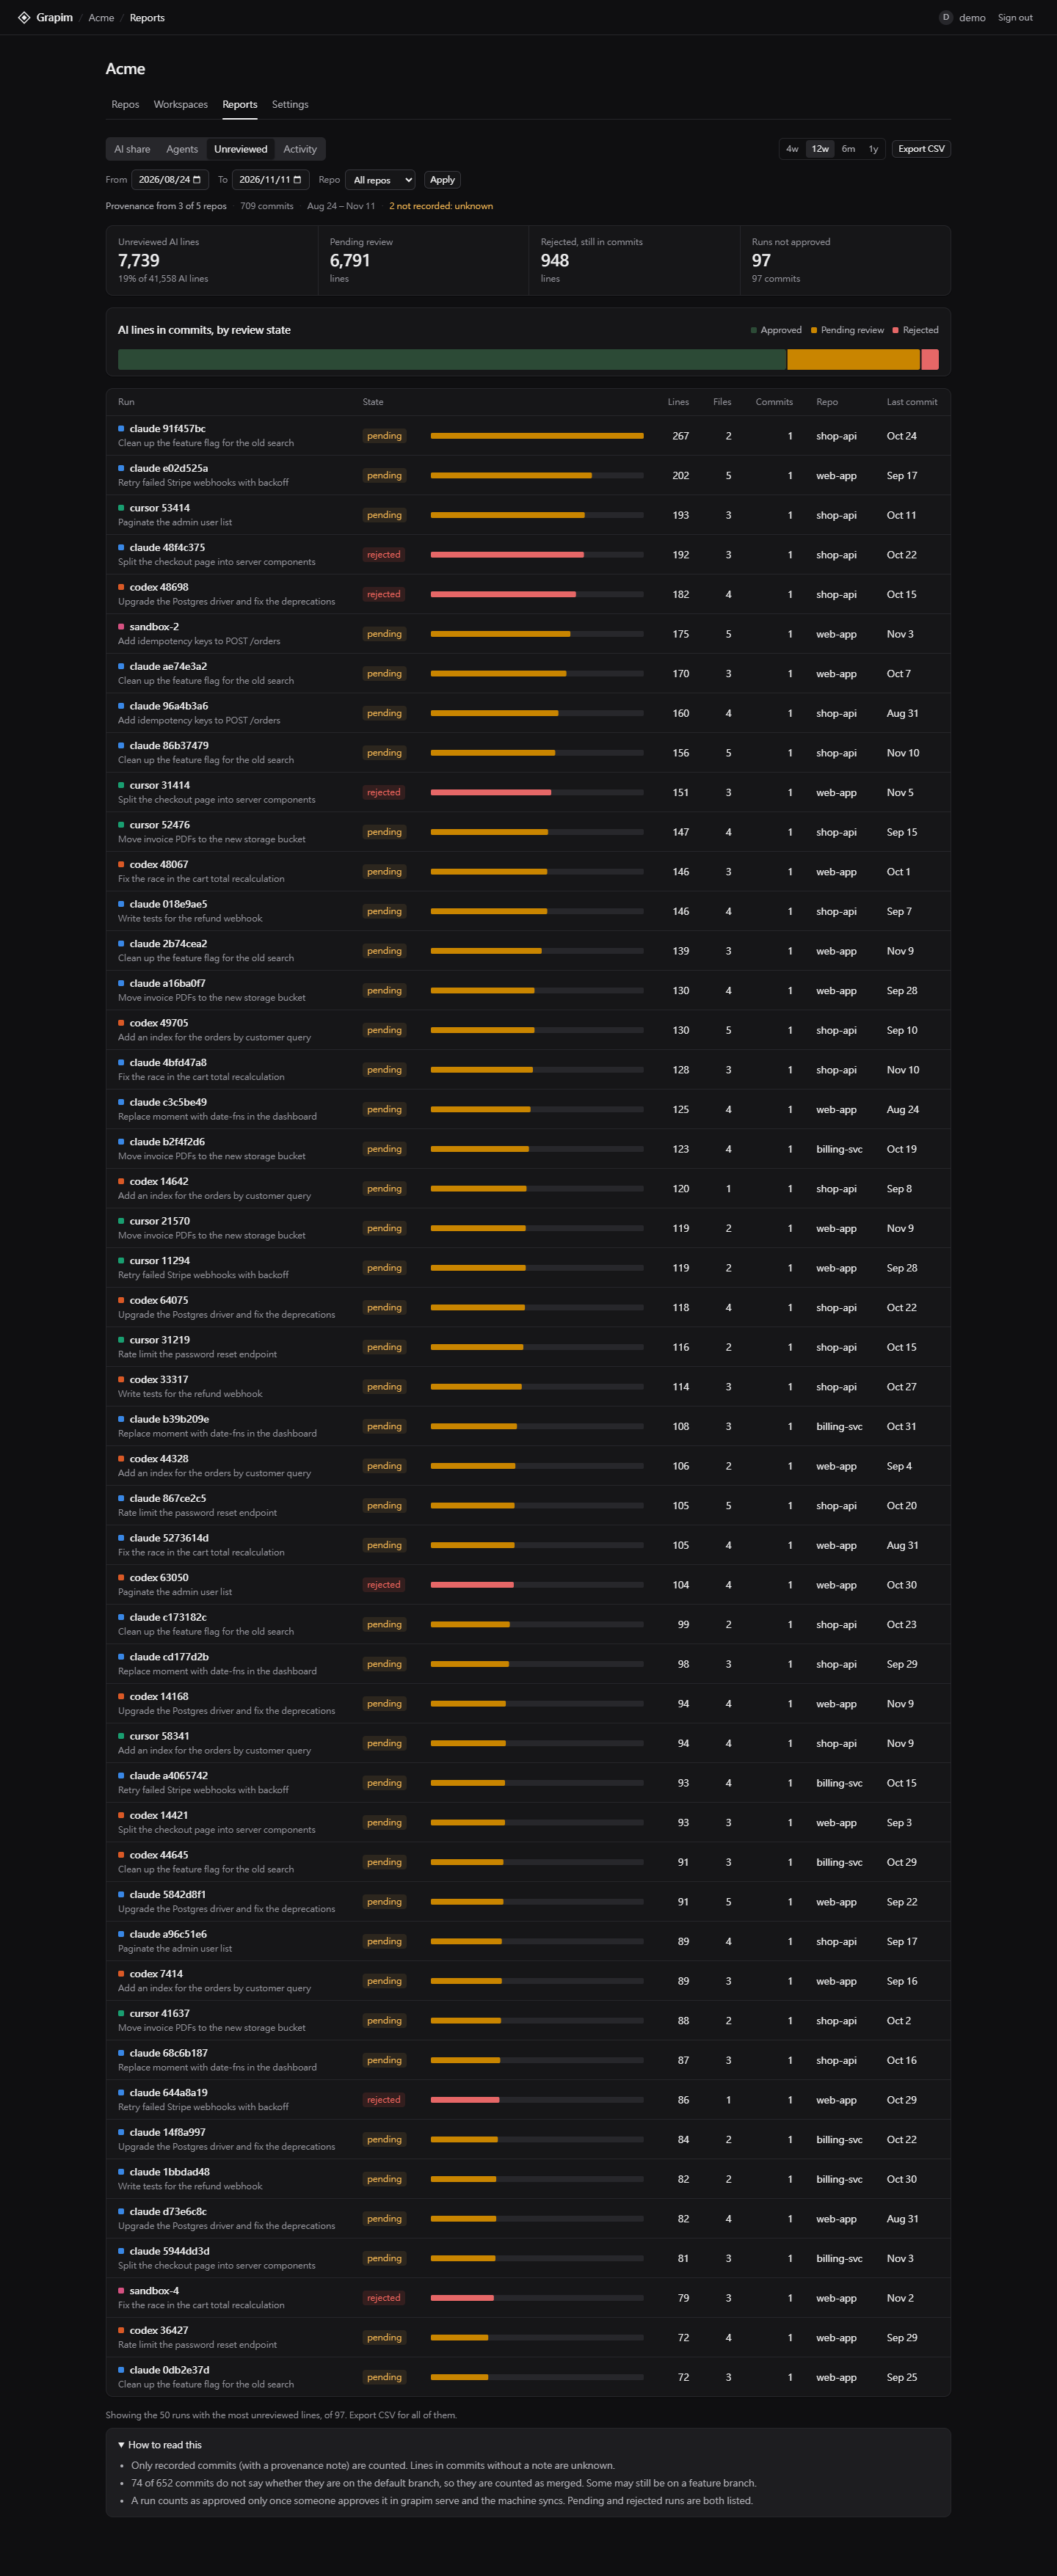 Grapim / Acme / Reports
D demo Sign out
Acme
Repos Workspaces Reports Settings
AI share Agents Unreviewed Activity
4w 12w 6m 1y Export CSV
From 2026/08/24 To 2026/11/11 Repo All repos Apply
Provenance from 3 of 5 repos · 709 commits · Aug 24 – Nov 11 · 2 not recorded: unknown
Unreviewed AI lines
7,739
19% of 41,558 AI lines
Pending review
6,791
lines
Rejected, still in commits
948
lines
Runs not approved
97
97 commits
AI lines in commits, by review state
Approved Pending review Rejected
Run State Lines Files Commits Repo Last commit
claude 91f457bc
Clean up the feature flag for the old search
pending 267 2 1 shop-api Oct 24
claude e02d525a
Retry failed Stripe webhooks with backoff
pending 202 5 1 web-app Sep 17
cursor 53414
Paginate the admin user list
pending 193 3 1 shop-api Oct 11
claude 48f4c375
Split the checkout page into server components
rejected 192 3 1 shop-api Oct 22
codex 48698
Upgrade the Postgres driver and fix the deprecations
rejected 182 4 1 shop-api Oct 15
sandbox-2
Add idempotency keys to POST /orders
pending 175 5 1 web-app Nov 3
claude ae74e3a2
Clean up the feature flag for the old search
pending 170 3 1 web-app Oct 7
claude 96a4b3a6
Add idempotency keys to POST /orders
pending 160 4 1 shop-api Aug 31
claude 86b37479
Clean up the feature flag for the old search
pending 156 5 1 shop-api Nov 10
cursor 31414
Split the checkout page into server components
rejected 151 3 1 web-app Nov 5
cursor 52476
Move invoice PDFs to the new storage bucket
pending 147 4 1 shop-api Sep 15
codex 48067
Fix the race in the cart total recalculation
pending 146 3 1 web-app Oct 1
claude 018e9ae5
Write tests for the refund webhook
pending 146 4 1 shop-api Sep 7
claude 2b74cea2
Clean up the feature flag for the old search
pending 139 3 1 web-app Nov 9
claude a16ba0f7
Move invoice PDFs to the new storage bucket
pending 130 4 1 web-app Sep 28
codex 49705
Add an index for the orders by customer query
pending 130 5 1 shop-api Sep 10
claude 4bfd47a8
Fix the race in the cart total recalculation
pending 128 3 1 shop-api Nov 10
claude c3c5be49
Replace moment with date-fns in the dashboard
pending 125 4 1 web-app Aug 24
claude b2f4f2d6
Move invoice PDFs to the new storage bucket
pending 123 4 1 billing-svc Oct 19
codex 14642
Add an index for the orders by customer query
pending 120 1 1 shop-api Sep 8
cursor 21570
Move invoice PDFs to the new storage bucket
pending 119 2 1 web-app Nov 9
cursor 11294
Retry failed Stripe webhooks with backoff
pending 119 2 1 web-app Sep 28
codex 64075
Upgrade the Postgres driver and fix the deprecations
pending 118 4 1 shop-api Oct 22
cursor 31219
Rate limit the password reset endpoint
pending 116 2 1 shop-api Oct 15
codex 33317
Write tests for the refund webhook
pending 114 3 1 shop-api Oct 27
claude b39b209e
Replace moment with date-fns in the dashboard
pending 108 3 1 billing-svc Oct 31
codex 44328
Add an index for the orders by customer query
pending 106 2 1 web-app Sep 4
claude 867ce2c5
Rate limit the password reset endpoint
pending 105 5 1 shop-api Oct 20
claude 5273614d
Fix the race in the cart total recalculation
pending 105 4 1 web-app Aug 31
codex 63050
Paginate the admin user list
rejected 104 4 1 web-app Oct 30
claude c173182c
Clean up the feature flag for the old search
pending 99 2 1 shop-api Oct 23
claude cd177d2b
Replace moment with date-fns in the dashboard
pending 98 3 1 shop-api Sep 29
codex 14168
Upgrade the Postgres driver and fix the deprecations
pending 94 4 1 web-app Nov 9
cursor 58341
Add an index for the orders by customer query
pending 94 4 1 web-app Nov 9
claude a4065742
Retry failed Stripe webhooks with backoff
pending 93 4 1 billing-svc Oct 15
codex 14421
Split the checkout page into server components
pending 93 3 1 web-app Sep 3
codex 44645
Clean up the feature flag for the old search
pending 91 3 1 billing-svc Oct 29
claude 5842d8f1
Upgrade the Postgres driver and fix the deprecations
pending 91 5 1 web-app Sep 22
claude a96c51e6
Paginate the admin user list
pending 89 4 1 shop-api Sep 17
codex 7414
Add an index for the orders by customer query
pending 89 3 1 web-app Sep 16
cursor 41637
Move invoice PDFs to the new storage bucket
pending 88 2 1 shop-api Oct 2
claude 68c6b187
Replace moment with date-fns in the dashboard
pending 87 3 1 shop-api Oct 16
claude 644a8a19
Retry failed Stripe webhooks with backoff
rejected 86 1 1 web-app Oct 29
claude 14f8a997
Upgrade the Postgres driver and fix the deprecations
pending 84 2 1 billing-svc Oct 22
claude 1bbdad48
Write tests for the refund webhook
pending 82 2 1 billing-svc Oct 30
claude d73e6c8c
Upgrade the Postgres driver and fix the deprecations
pending 82 4 1 web-app Aug 31
claude 5944dd3d
Split the checkout page into server components
pending 81 3 1 billing-svc Nov 3
sandbox-4
Fix the race in the cart total recalculation
rejected 79 3 1 web-app Nov 2
codex 36427
Rate limit the password reset endpoint
pending 72 4 1 web-app Sep 29
claude 0db2e37d
Clean up the feature flag for the old search
pending 72 3 1 web-app Sep 25
Showing the 50 runs with the most unreviewed lines, of 97. Export CSV for all of them.
▼ How to read this
• Only recorded commits (with a provenance note) are counted. Lines in commits without a note are unknown.
• 74 of 652 commits do not say whether they are on the default branch, so they are counted as merged. Some may still be on a feature branch.
• A run counts as approved only once someone approves it in grapim serve and the machine syncs. Pending and rejected runs are both listed.